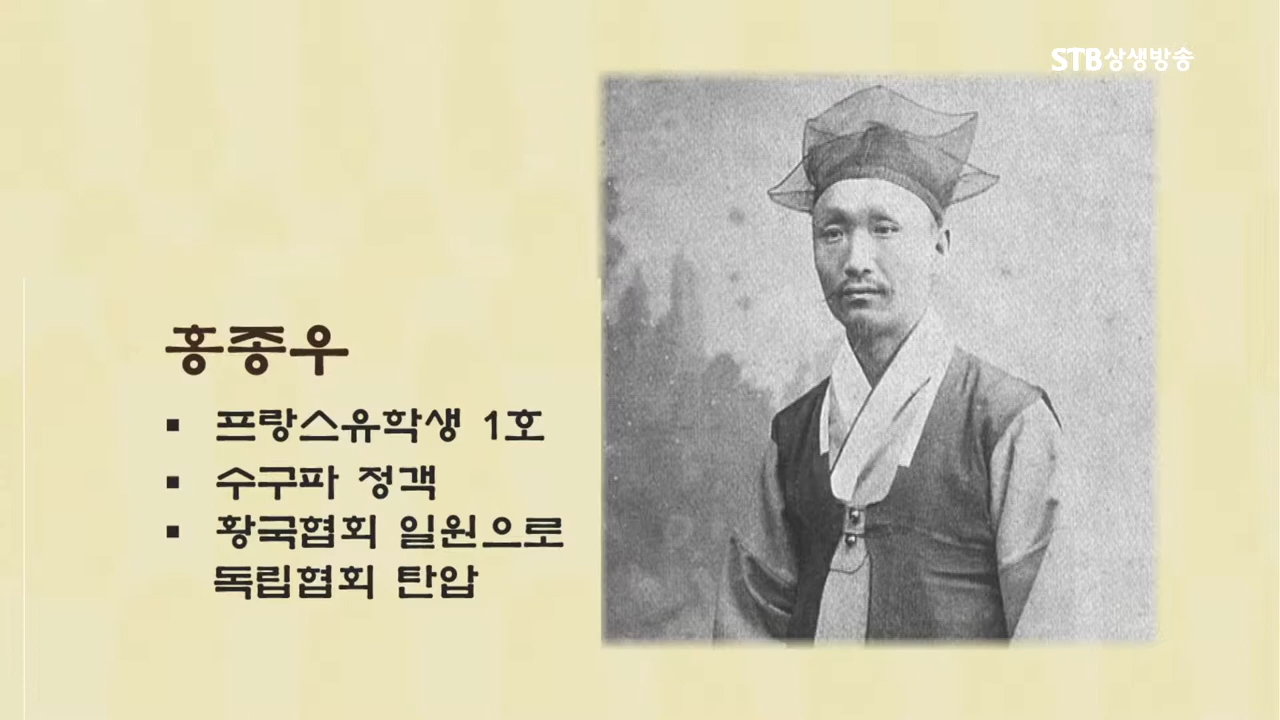 STB상생방송
홍종우
▪ 프랑스유학생 1호
▪ 수구파 정객
▪ 황국협회 일원으로
독립협회 탄압